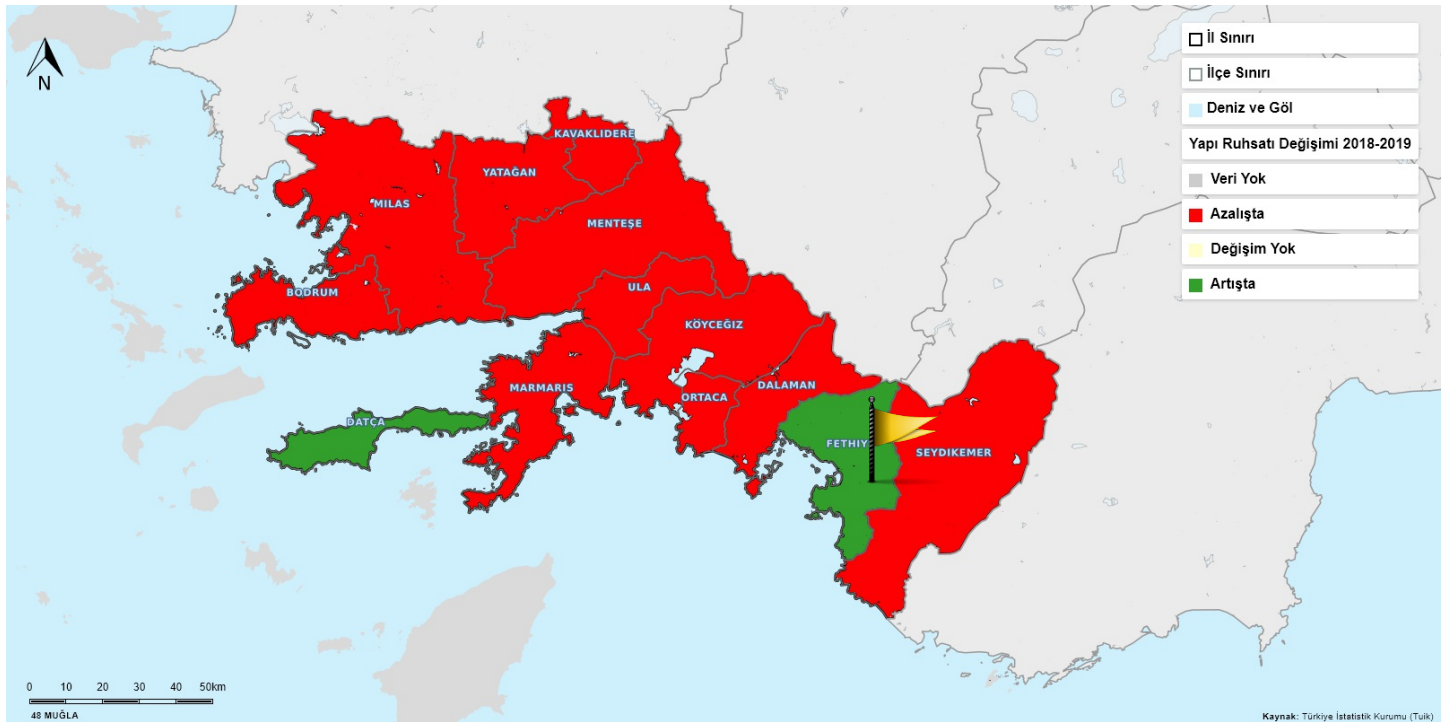 N
İl Sınırı
İlçe Sınırı
Deniz ve Göl
Yapı Ruhsatı Değişimi 2018-2019
Veri Yok
Azalışta
Değişim Yok
Artışta
KAVAKLIDERE
YATAĞAN
MILAS
MENTEŞE
BODRUM
ULA
KÖYCEĞIZ
MARMARIS
DALAMAN
ORTACA
DATÇA
FETHIY
SEYDIKEMER
0 10 20 30 40 50km
48 MUĞLA
Kaynak: Türkiye İstatistik Kurumu (Tuik)